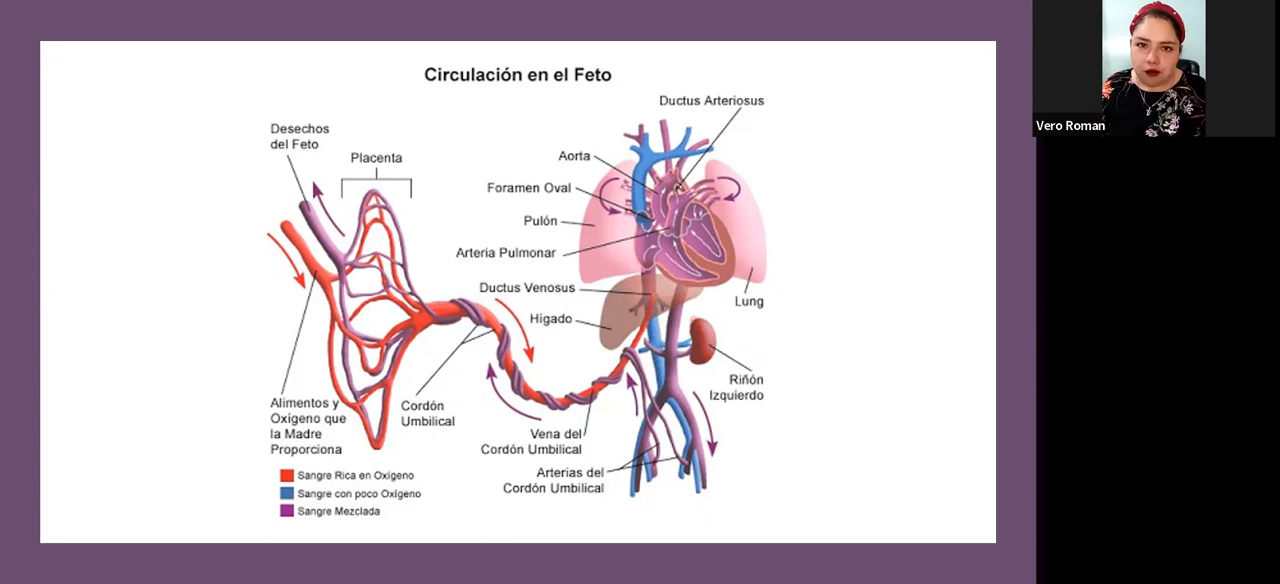 Circulación en el Feto
Ductus Arteriosus
Desechos
del Feto
Placenta
Aorta
Foramen Oval
Pulón
Arteria Pulmonar
Ductus Venosus
Higado
Lung
Riñón
Izquierdo
Alimentos y
Oxigeno que
la Madre
Proporciona
Cordón
Umbilical
Vena del
Cordón Umbilical
Arterias del
Cordón Umbilical
Sangre Rica en Oxígeno
Sangre con poco Oxígeno
Sangre Mezclada
Vero Roman